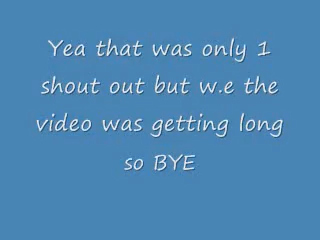 Yea that was only 1
shout out but w.e the
video was getting long
so BYE